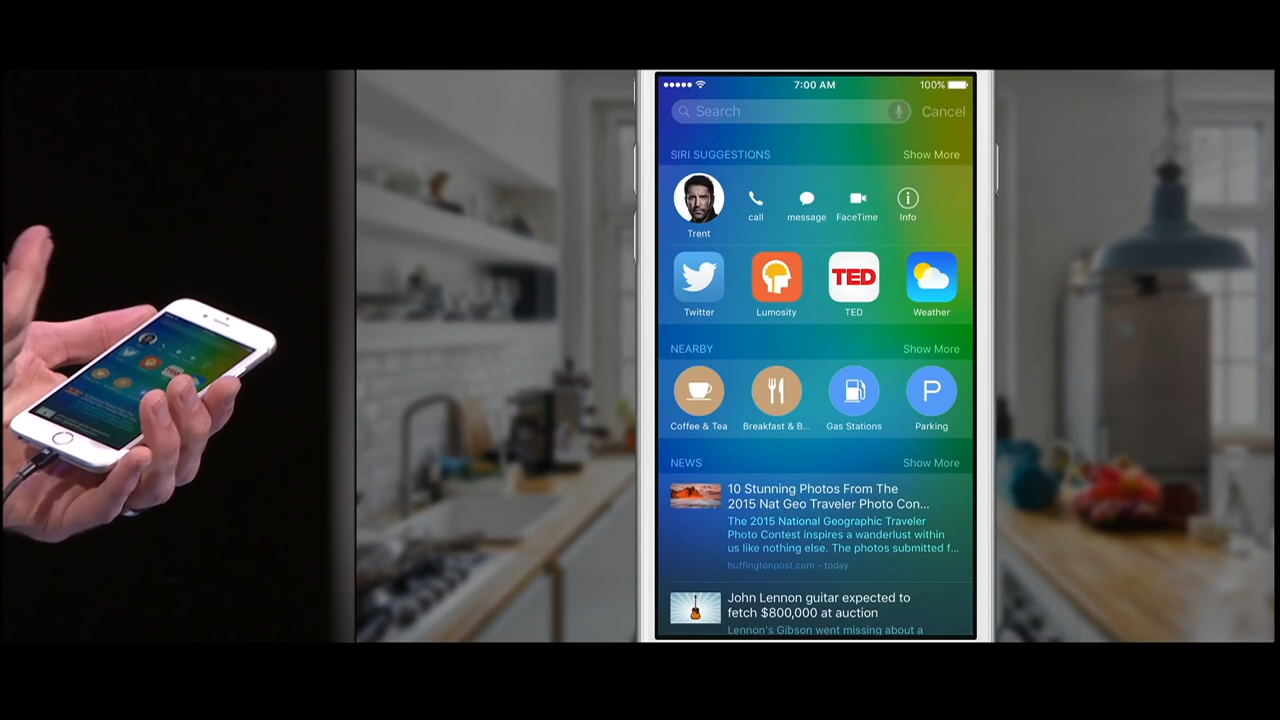 7:00 AM 100%
Search Cancel
SIRI SUGGESTIONS Show More
call message FaceTime Info
Trent
TED
Twitter Lumosity TED Weather
NEARBY Show More
P
Coffee & Tea Breakfast & B... Gas Stations Parking
NEWS Show More
10 Stunning Photos From The
2015 Nat Geo Traveler Photo Con...
The 2015 National Geographic Traveler
Photo Contest inspires a wanderlust within
us like nothing else. The photos submitted f...
huffingtonpost.com - today
John Lennon guitar expected to
fetch $800,000 at auction
Lennon's Gibson went missing about a